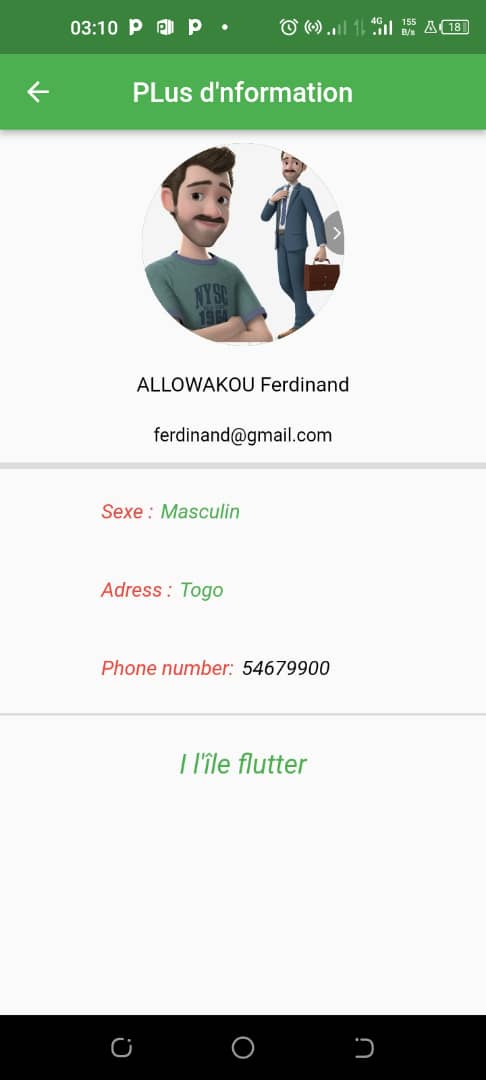 03:10
4G
155
B/s
18
PLus d'nformation
NYSC
1964
ALLOWAKOU Ferdinand
ferdinand@gmail.com
Sexe : Masculin
Adress : Togo
Phone number: 54679900
I l'île flutter